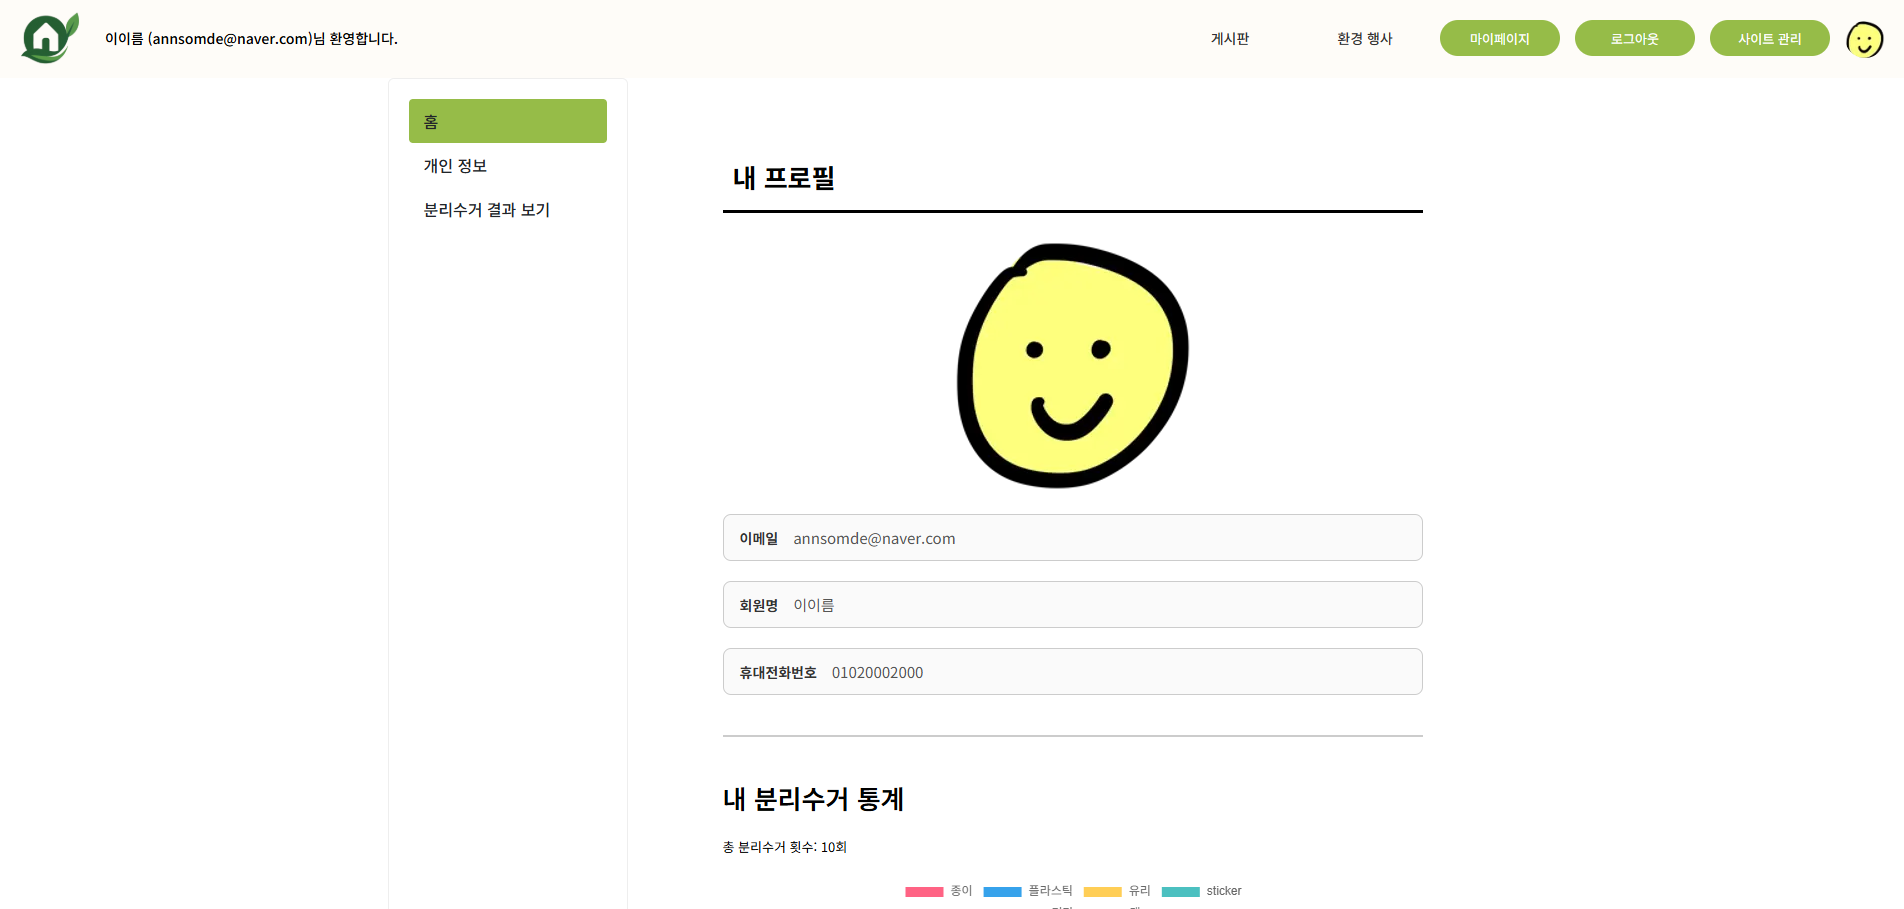 이이름 (annsomde@naver.com)님 환영합니다.
게시판
환경 행사
마이페이지
로그아웃
사이트 관리
홈
개인 정보
분리수거 결과 보기
내 프로필
이메일 annsomde@naver.com
회원명 이이름
휴대전화번호 01020002000
내 분리수거 통계
총 분리수거 횟수: 10회
종이 플라스틱 유리 sticker